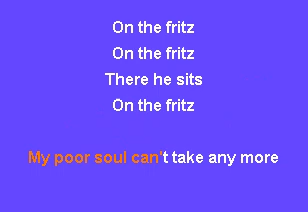 On the fritz
On the fritz
There he sits
On the fritz
My poor soul can't take any more